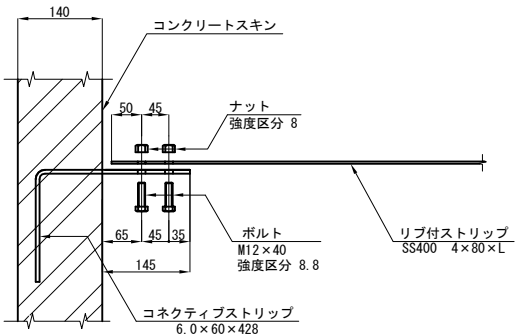 140
コンクリートスキン
50
45
ナット
強度区分 8
65
45
35
145
ボルト
M12×40
強度区分 8.8
リブ付ストリップ
SS400 4×80×L
コネクティブストリップ
6.0×60×428